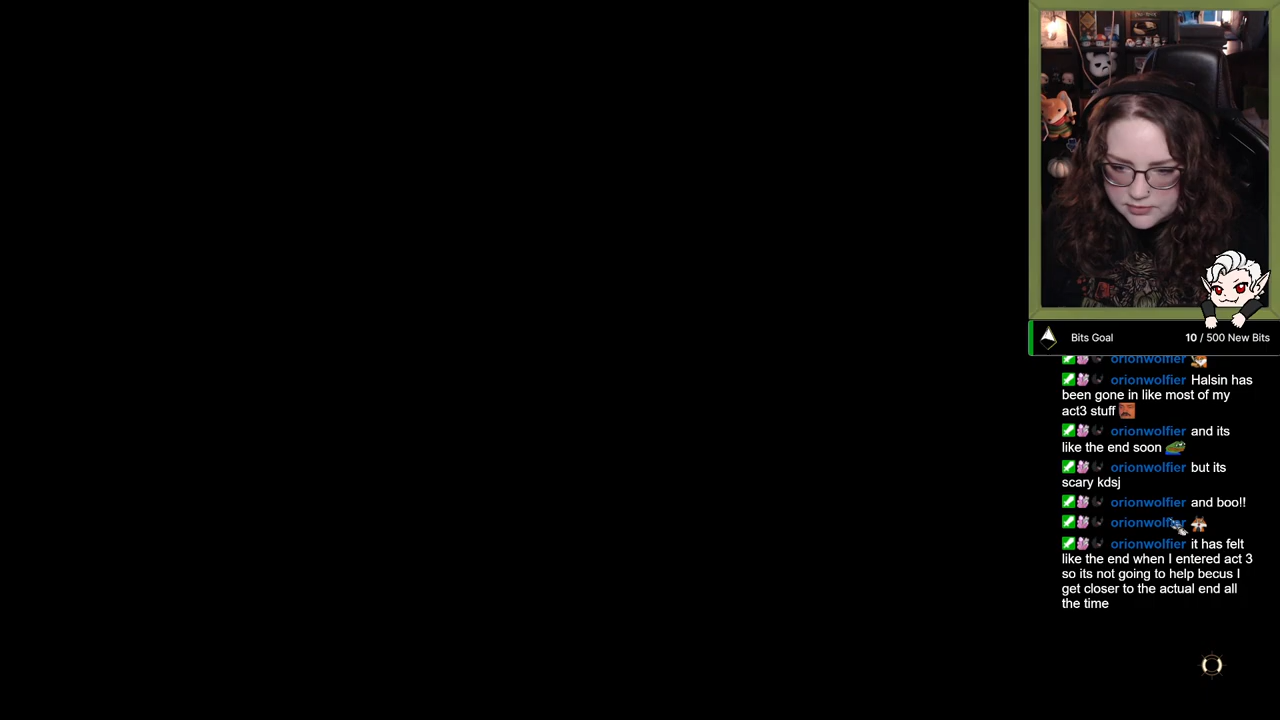 Bits Goal 10 / 500 New Bits
orionwolfier
orionwolfier Halsin has
been gone in like most of my
act3 stuff
orionwolfier and its
like the end soon
orionwolfier but its
scary kdsj
orionwolfier and boo!!
orionwolfier
orionwolfier it has felt
like the end when I entered act 3
so its not going to help becus I
get closer to the actual end all
the time